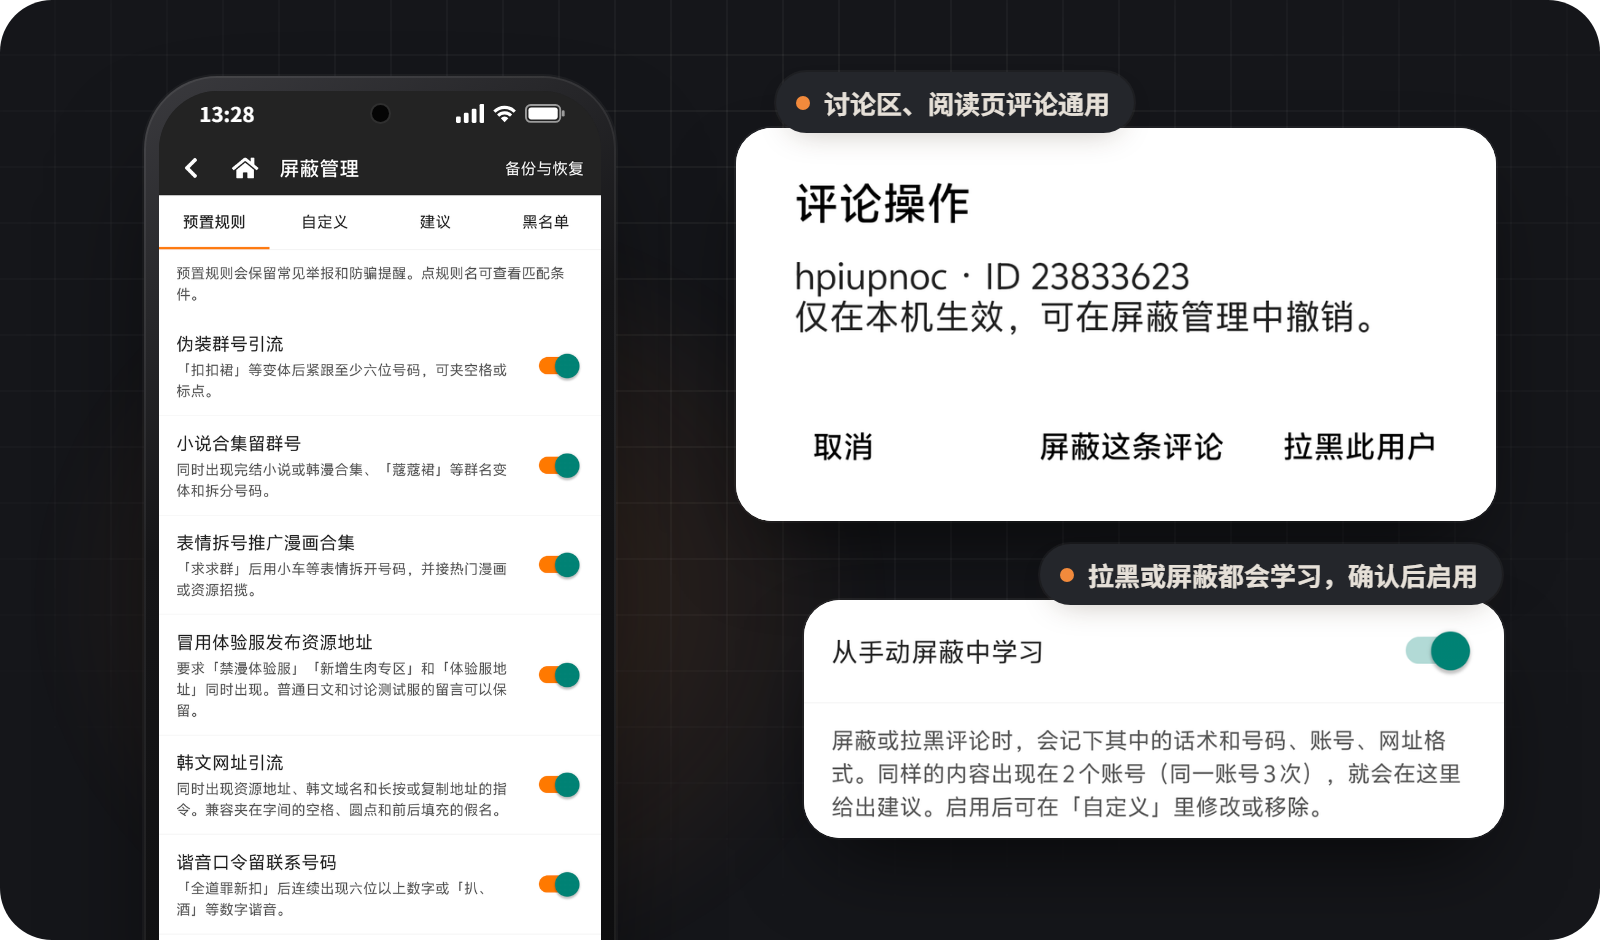 13:28
屏蔽管理
备份与恢复
预置规则
自定义
建议
黑名单
预置规则会保留常见举报和防骗提醒。点规则名可查看匹配条
件。
伪装群号引流
「扣扣裙」等变体后紧跟至少六位号码，可夹空格或
标点。
小说合集留群号
同时出现完结小说或韩漫合集、「蔻蔻裙」等群名变
体和拆分号码。
表情拆号推广漫画合集
「求求群」后用小车等表情拆开号码，并接热门漫画
或资源招揽。
冒用体验服发布资源地址
要求「禁漫体验服」「新增生肉专区」和「体验服地
址」同时出现。普通日文和讨论测试服的留言可以保
留。
韩文网址引流
同时出现资源地址、韩文域名和长按或复制地址的指
令。兼容夹在字间的空格、圆点和前后填充的假名。
谐音口令留联系号码
「全道罪新扣」后连续出现六位以上数字或「扒、
酒」等数字谐音。
讨论区、阅读页评论通用
评论操作
hpiupnoc · ID 23833623
仅在本机生效，可在屏蔽管理中撤销。
取消
屏蔽这条评论
拉黑此用户
拉黑或屏蔽都会学习，确认后启用
从手动屏蔽中学习
屏蔽或拉黑评论时，会记下其中的话术和号码、账号、网址格
式。同样的内容出现在 2 个账号（同一账号 3 次），就会在这里
给出建议。启用后可在「自定义」里修改或移除。